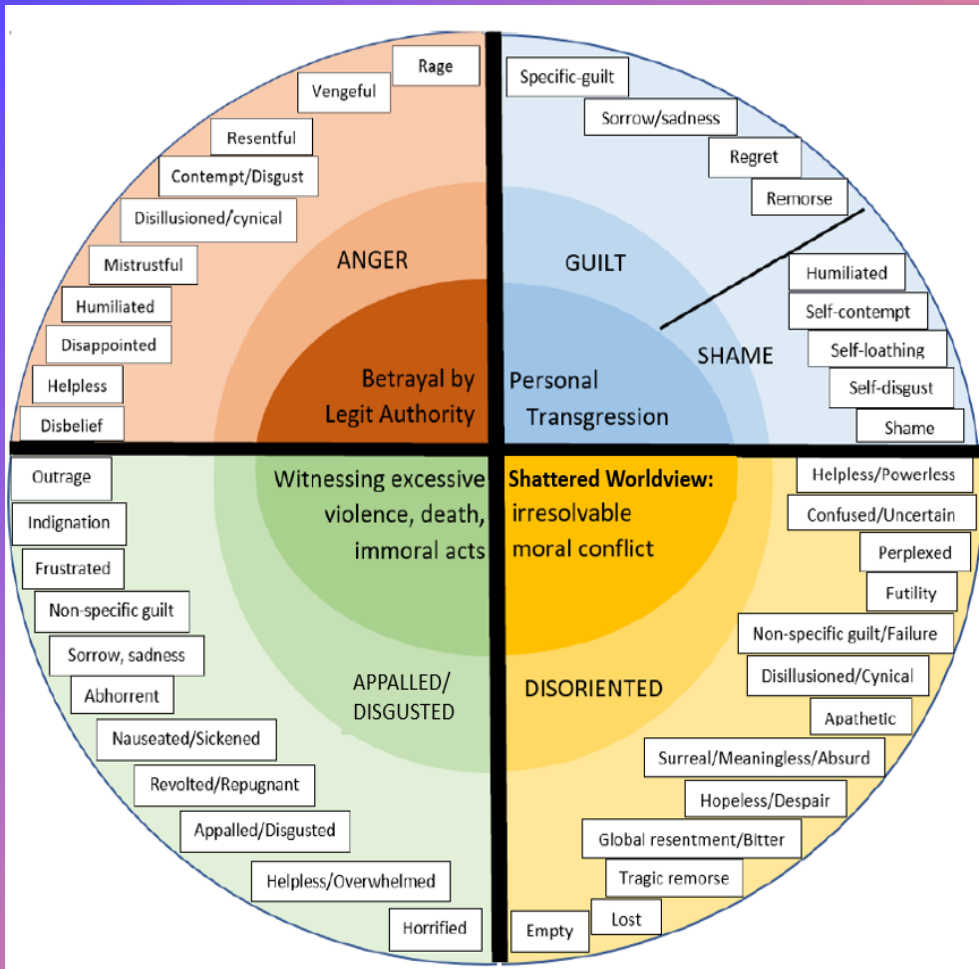 Rage
Vengeful
Resentful
Contempt/Disgust
Disillusioned/cynical
Mistrustful
Humiliated
Disappointed
Helpless
Disbelief
ANGER
Betrayal by
Legit Authority
Specific-guilt
Sorrow/sadness
Regret
Remorse
GUILT
Humiliated
Self-contempt
Self-loathing
Self-disgust
Shame
SHAME
Personal
Transgression
Outrage
Indignation
Frustrated
Non-specific guilt
Sorrow, sadness
Abhorrent
Nauseated/Sickened
Revolted/Repugnant
Appalled/Disgusted
Helpless/Overwhelmed
Horrified
Witnessing excessive
violence, death,
immoral acts
APPALLED/
DISGUSTED
Shattered Worldview:
irresolvable
moral conflict
DISORIENTED
Helpless/Powerless
Confused/Uncertain
Perplexed
Futility
Non-specific guilt/Failure
Disillusioned/Cynical
Apathetic
Surreal/Meaningless/Absurd
Hopeless/Despair
Global resentment/Bitter
Tragic remorse
Lost
Empty